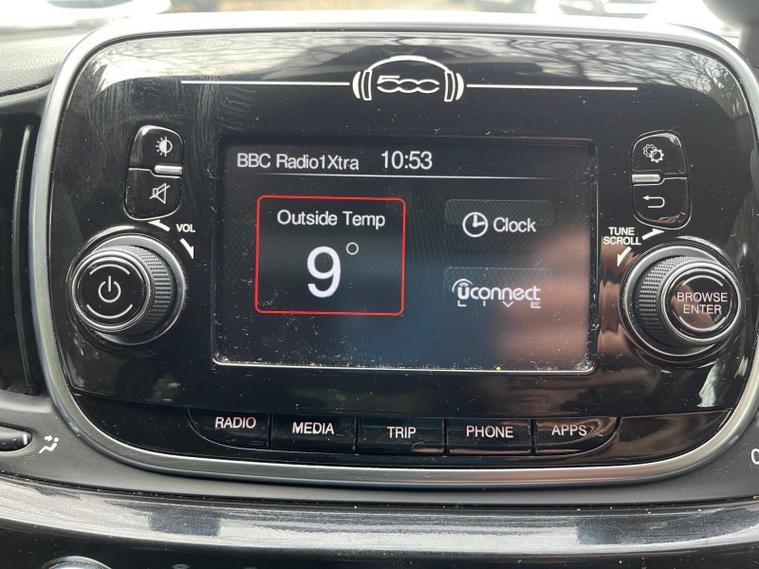 500
BBC Radio1Xtra 10:53
Outside Temp
9°
Clock
uconnect
LIVE
VOL
TUNE
SCROLL
BROWSE
ENTER
RADIO MEDIA TRIP PHONE APPS